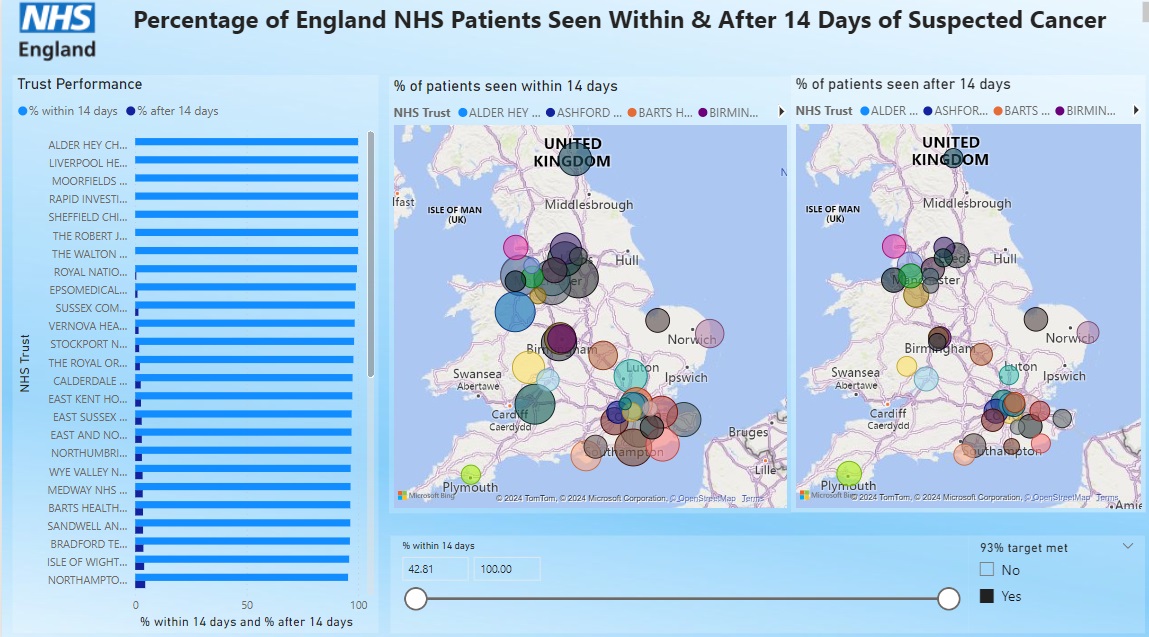 NHS
England
Percentage of England NHS Patients Seen Within & After 14 Days of Suspected Cancer
Trust Performance
% within 14 days % after 14 days
NHS Trust
ALDER HEY CH...
LIVERPOOL HE...
MOORFIELDS ...
RAPID INVESTI...
SHEFFIELD CHI...
THE ROBERT J...
THE WALTON ...
ROYAL NATIO...
EPSOMEDICAL...
SUSSEX COM...
VERNOVA HEA...
STOCKPORT N...
THE ROYAL OR...
CALDERDALE ...
EAST KENT HO...
EAST SUSSEX ...
EAST AND NO...
NORTHUMBRI...
WYE VALLEY N...
MEDWAY NHS ...
BARTS HEALTH...
SANDWELL AN...
BRADFORD TE...
ISLE OF WIGHT...
NORTHAMPTO...
0 50 100
% within 14 days and % after 14 days
% of patients seen within 14 days
NHS Trust ALDER HEY ... ASHFORD ... BARTS H... BIRMIN...
UNITED
KINGDOM
N
lfast
ISLE OF MAN
(UK)
Middlesbrough
Hull
Norwich
Birmingham
Swansea
Abertawe
Luton
Ipswich
Cardiff
Caerdydd
Bruges
outhampton
Lille
Plymouth
Microsoft Bing
© 2024 TomTom, © 2024 Microsoft Corporation, © OpenStreetMap Terms
% of patients seen after 14 days
NHS Trust ALDER ... ASHFOR... BARTS ... BIRMIN...
UNITED
KINGDOM
ISLE OF MAN
(UK)
Middlesbrough
Leeds
Hull
Manchester
Norwich
Birmingham
Swansea
Abertawe
Luton
Ipswich
Cardiff
Caerdydd
outhampton
Plymouth
Amie
Microsoft Bing
© 2024 TomTom, © 2024 Microsoft Corporation, © OpenStreetMap Terms
% within 14 days
42.81 100.00
93% target met
No
Yes